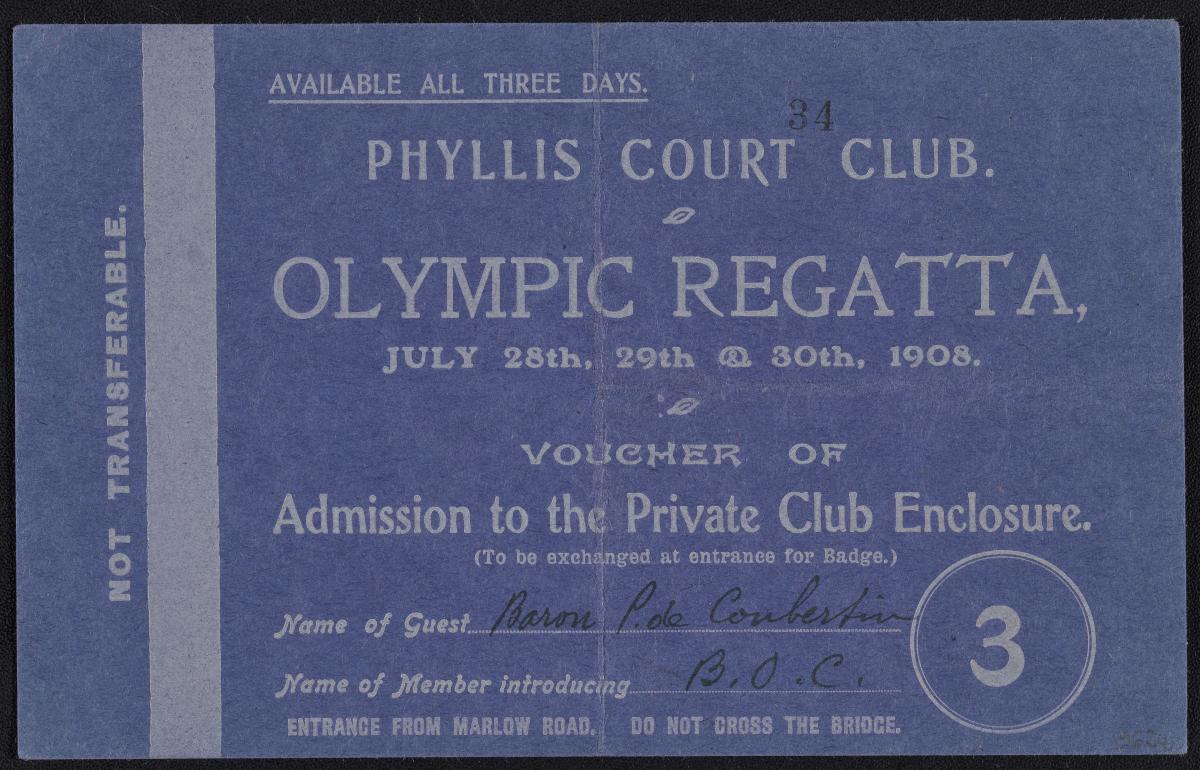 AVAILABLE ALL THREE DAYS.
34
PHYLLIS COURT CLUB.
OLYMPIC REGATTA,
JULY 28th, 29th @ 30th, 1908.
VOUCHER OF
Admission to the Private Club Enclosure.
(To be exchanged at entrance for Badge.)
Name of Guest Baron P. de Coubertin
Name of Member introducing B.O.C.
3
ENTRANCE FROM MARLOW ROAD. DO NOT CROSS THE BRIDGE.
NOT TRANSFERABLE.